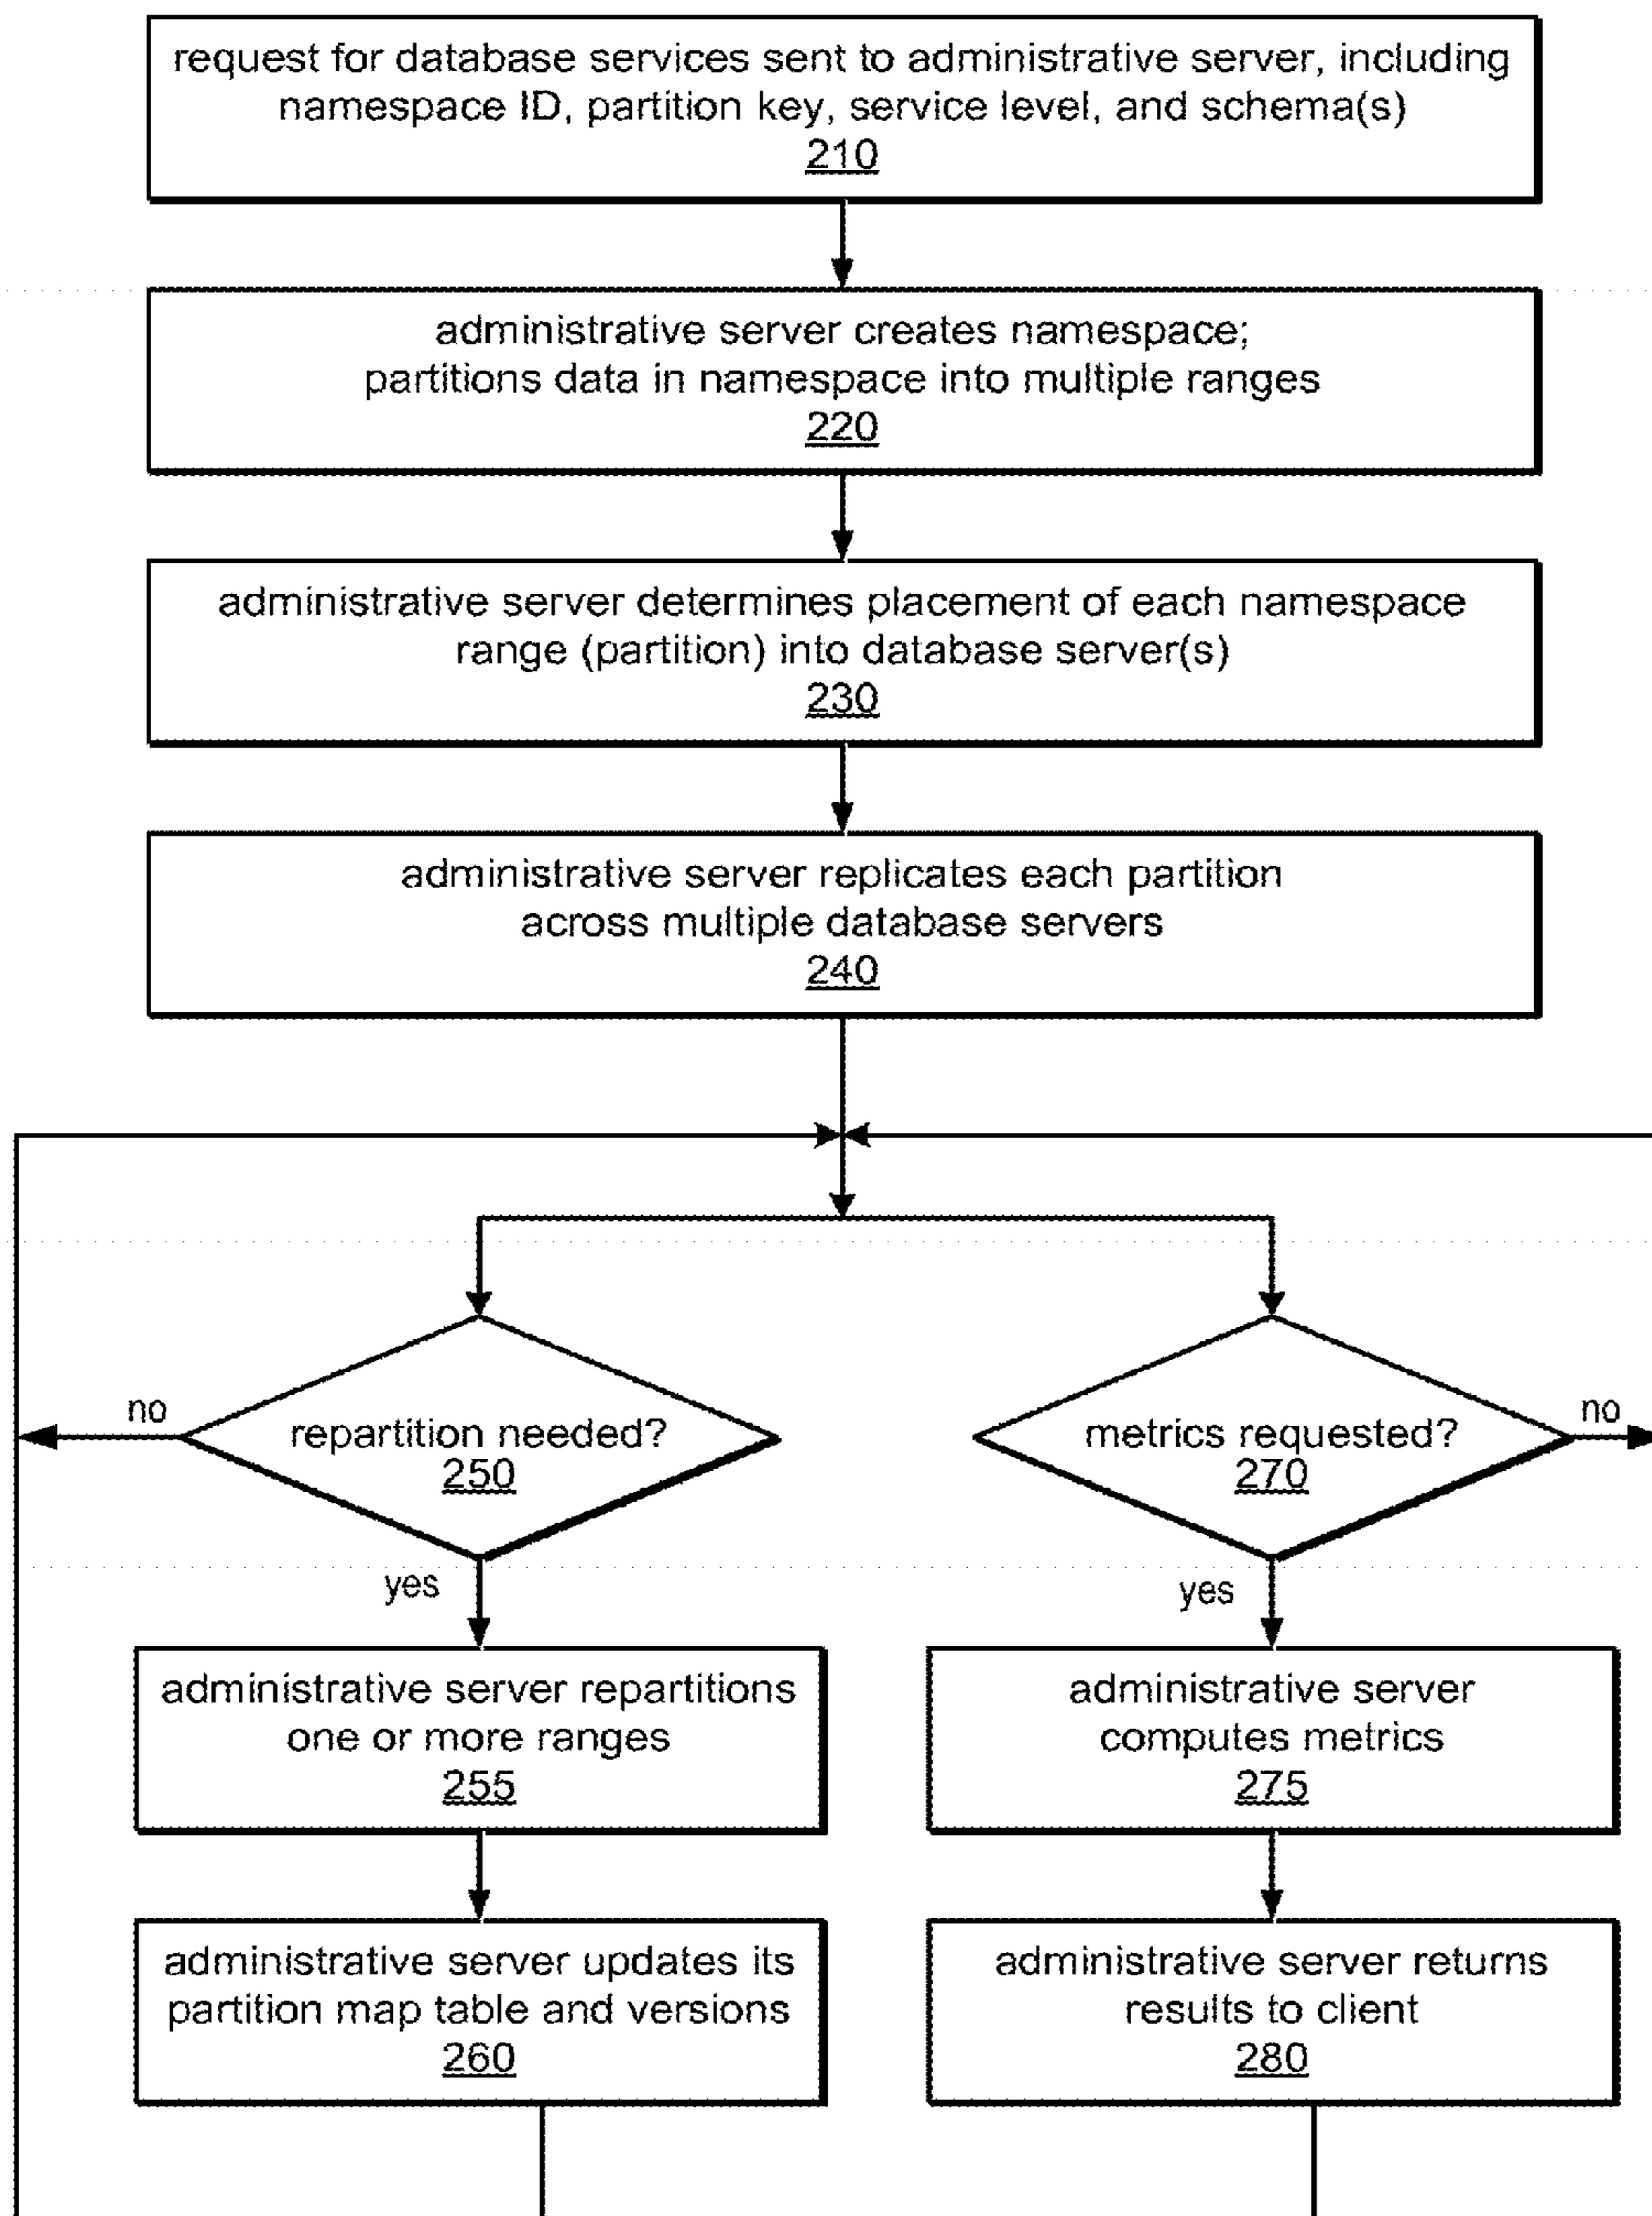 request for database services sent to administrative server, including
namespace ID, partition key, service level, and schema(s)
210
administrative server creates namespace;
partitions data in namespace into multiple ranges
220
administrative server determines placement of each namespace
range (partition) into database server(s)
230
administrative server replicates each partition
across multiple database servers
240
no
repartition needed?
250
yes
administrative server repartitions
one or more ranges
255
administrative server updates its
partition map table and versions
260
metrics requested?
270
no
yes
administrative server
computes metrics
275
administrative server returns
results to client
280